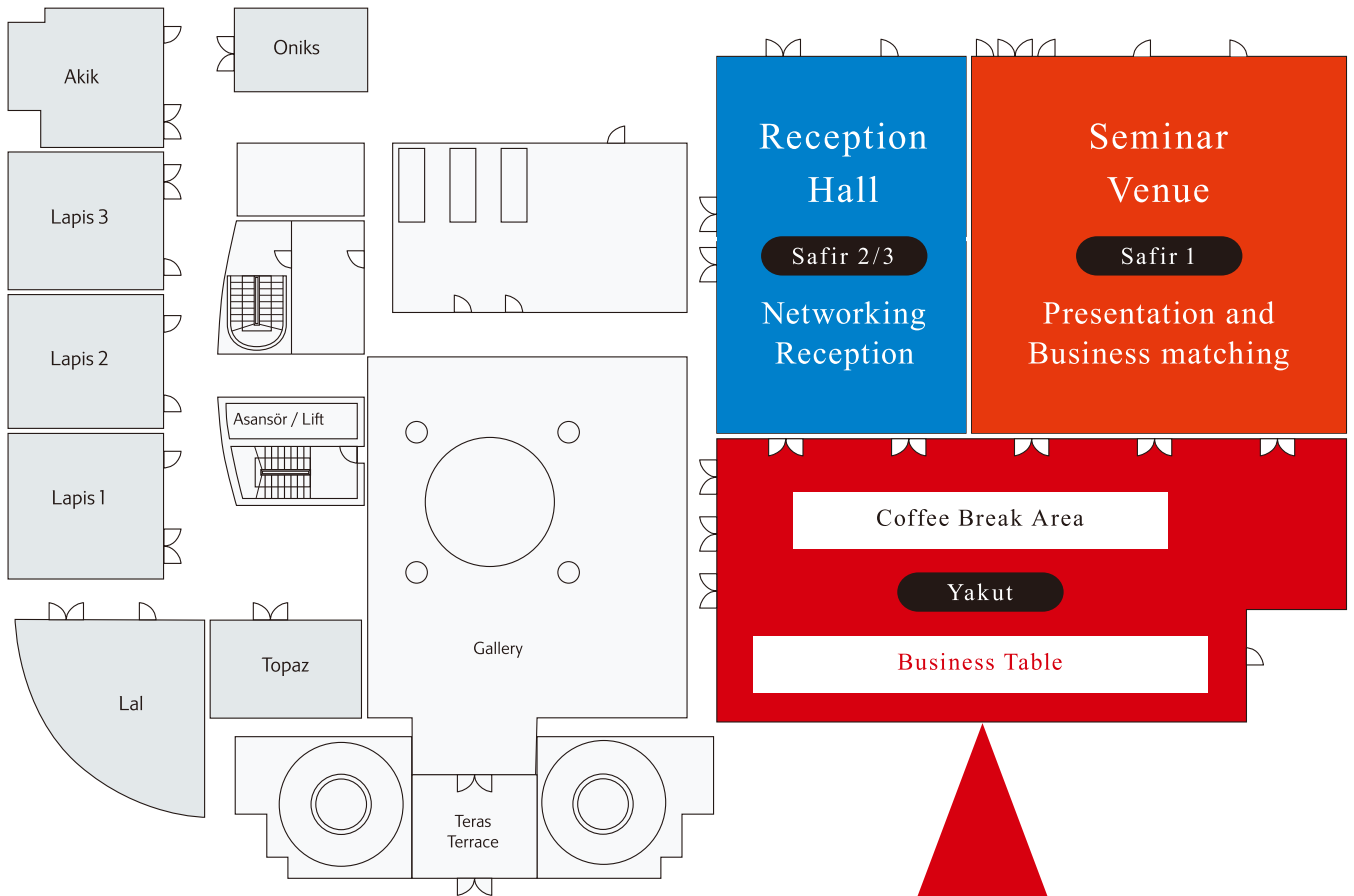 Akik
Oniks
Lapis 3
Lapis 2
Asansör / Lift
Lapis 1
Lal
Topaz
Gallery
Teras
Terrace
Reception
Hall
Safir 2/3
Networking
Reception
Seminar
Venue
Safir 1
Presentation and
Business matching
Coffee Break Area
Yakut
Business Table